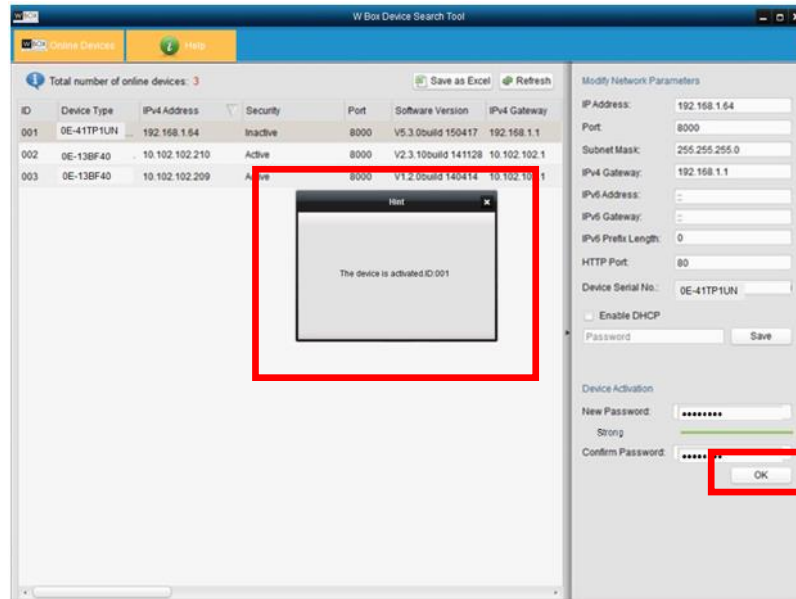 W BOX
W Box Device Search Tool
W BOX Online Devices
Help
Total number of online devices: 3
Save as Excel
Refresh
ID Device Type IPv4 Address Security Port Software Version IPv4 Gateway
001 0E-41TP1UN ... 192.168.1.64 Inactive 8000 V5.3.0build 150417 192.168.1.1
002 0E-13BF40 10.102.102.210 Active 8000 V2.3.10build 141128 10.102.102.1
003 0E-13BF40 10.102.102.209 8000 V1.2.0build 140414
Hint
The device is activated.ID:001
Modify Network Parameters
IP Address: 192.168.1.64
Port: 8000
Subnet Mask: 255.255.255.0
IPv4 Gateway: 192.168.1.1
IPv6 Address: ::
IPv6 Gateway: ::
IPv6 Prefix Length: 0
HTTP Port: 80
Device Serial No.: 0E-41TP1UN
Enable DHCP
Password
Save
Device Activation
New Password: ••••••••
Strong
Confirm Password:
OK